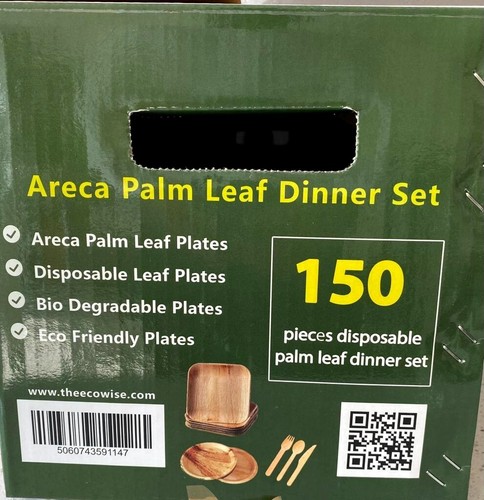 Areca Palm Leaf Dinner Set
Areca Palm Leaf Plates
Disposable Leaf Plates
Bio Degradable Plates
Eco Friendly Plates
150
pieces disposable
palm leaf dinner set
www.theecowise.com
5060743591147